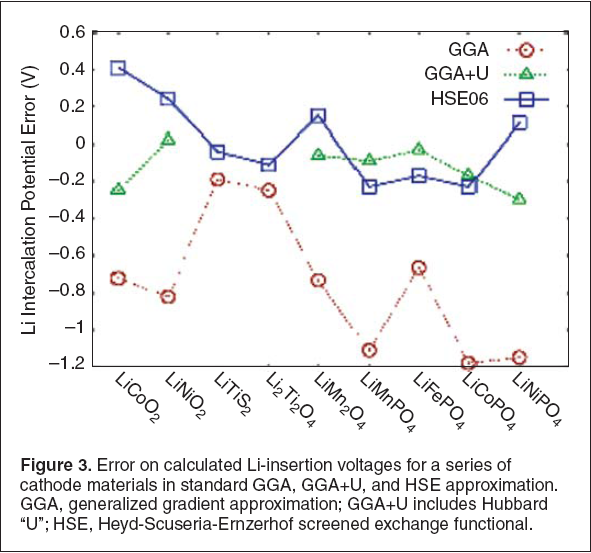 0.6
0.4
0.2
0
−0.2
−0.4
−0.6
−0.8
−1
−1.2
Li Intercalation Potential Error (V)
GGA
GGA+U
HSE06
LiCoO₂
LiNiO₂
LiTiS₂
Li₂Ti₂O₄
LiMn₂O₄
LiMnPO₄
LiFePO₄
LiCoPO₄
LiNiPO₄
Figure 3. Error on calculated Li-insertion voltages for a series of
cathode materials in standard GGA, GGA+U, and HSE approximation.
GGA, generalized gradient approximation; GGA+U includes Hubbard
“U”; HSE, Heyd-Scuseria-Ernzerhof screened exchange functional.